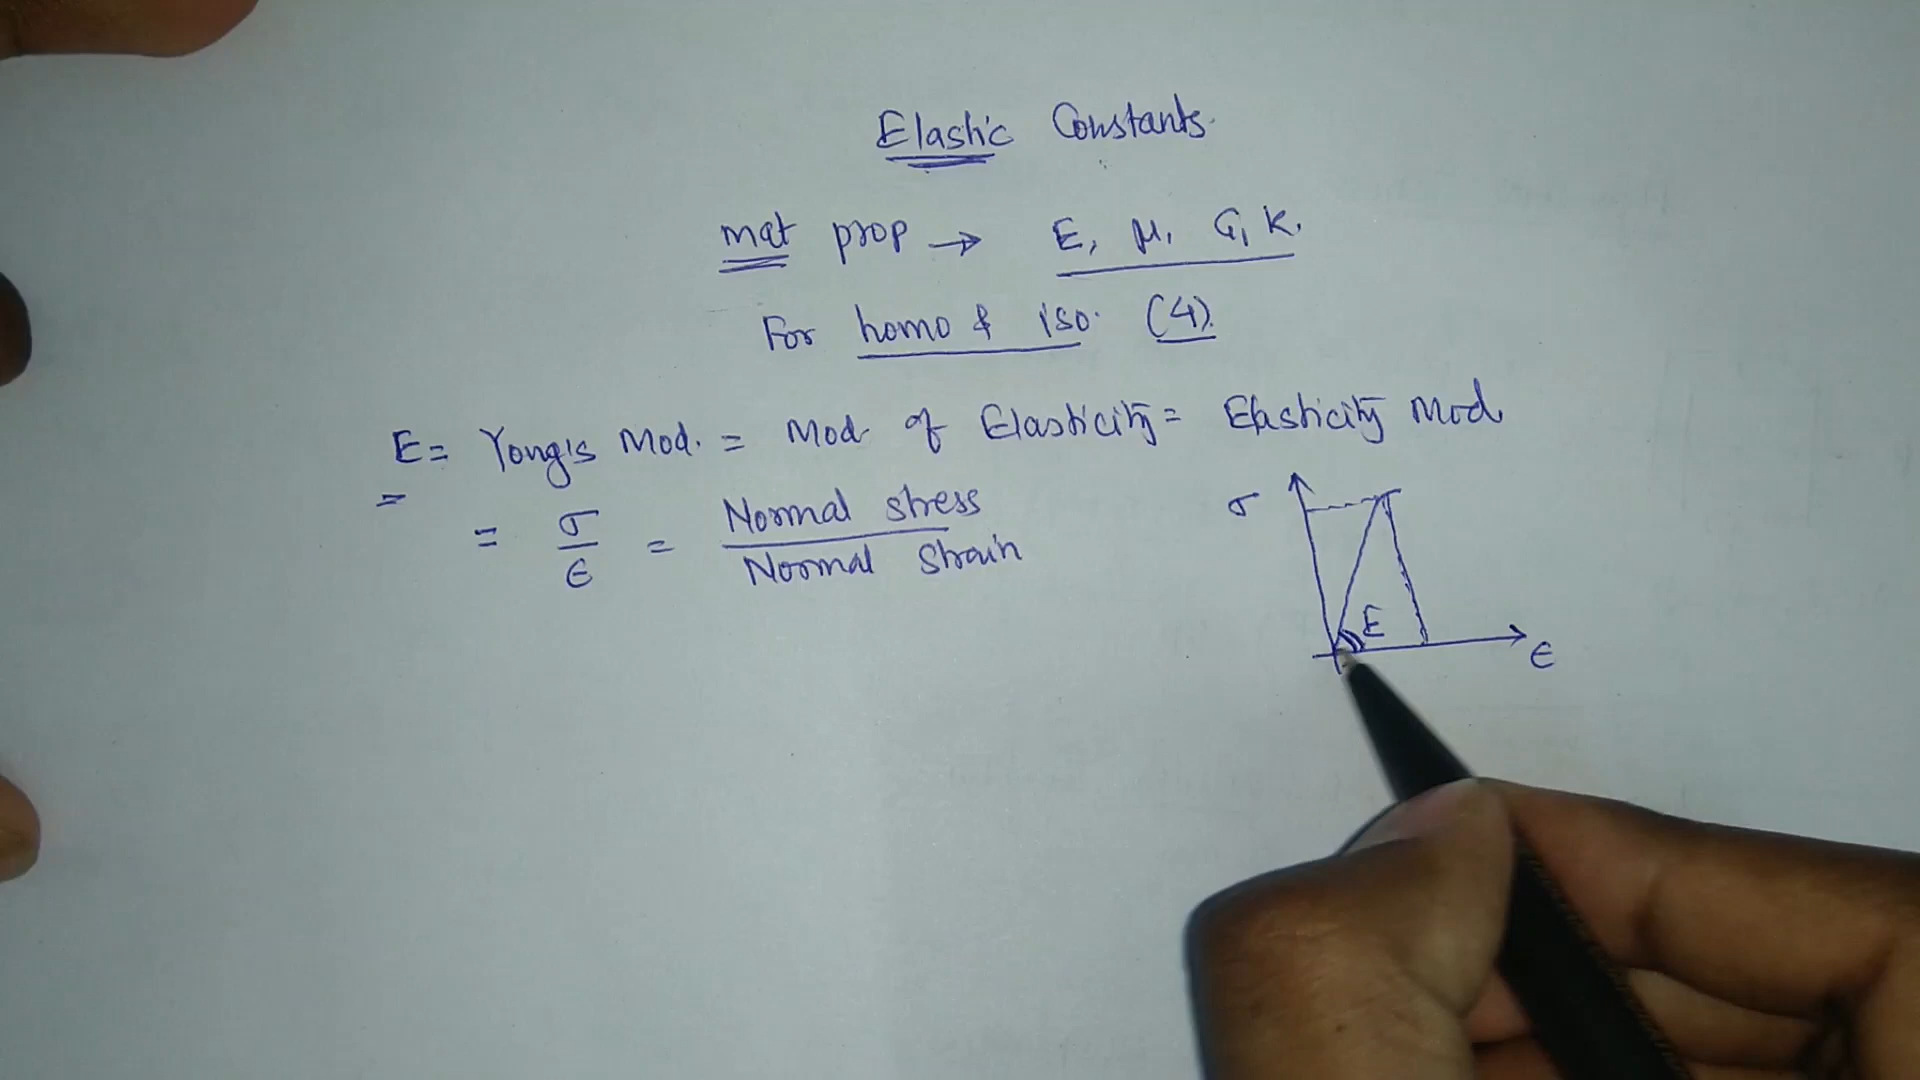 Elastic Constants.
mat prop → E, μ, G, K.
For homo & iso. (4).
E = Yong's Mod. = Mod. of Elasticity = Elasticity Mod
=
= σ/ε = Normal stress/Normal Strain
σ
E
ε